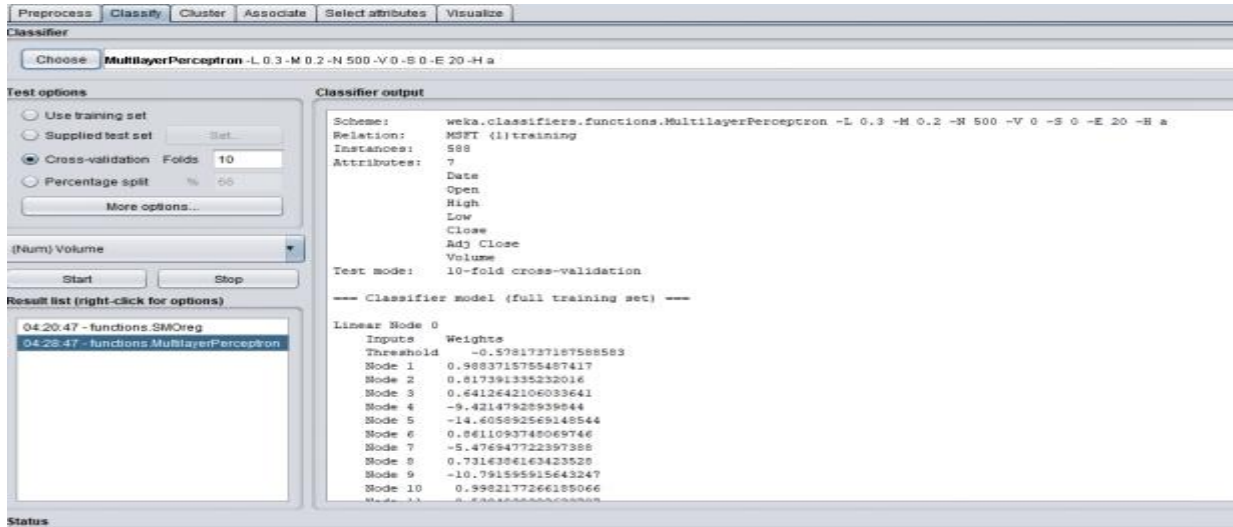 Preprocess Classify Cluster Associate Select attributes Visualize
Classifier
Choose MultilayerPerceptron -L 0.3 -M 0.2 -N 500 -V 0 -S 0 -E 20 -H a
Test options
Use training set
Supplied test set Set...
Cross-validation Folds 10
Percentage split % 66
More options...
(Num) Volume
Start Stop
Result list (right-click for options)
04:20:47 - functions.SMOreg
04:28:47 - functions.MultilayerPerceptron
Classifier output
Scheme: weka.classifiers.functions.MultilayerPerceptron -L 0.3 -M 0.2 -N 500 -V 0 -S 0 -E 20 -H a
Relation: MSFT (1)training
Instances: 588
Attributes: 7
Date
Open
High
Low
Close
Adj Close
Volume
Test mode: 10-fold cross-validation
=== Classifier model (full training set) ===
Linear Node 0
Inputs Weights
Threshold -0.5781737187588583
Node 1 0.9883715755487417
Node 2 0.817391335232016
Node 3 0.6412642106033641
Node 4 -9.42147928939844
Node 5 -14.605892569148544
Node 6 0.8611093748069746
Node 7 -5.476947722397388
Node 8 0.7316386163423528
Node 9 -10.791595915643247
Node 10 0.9982177266185066
Status